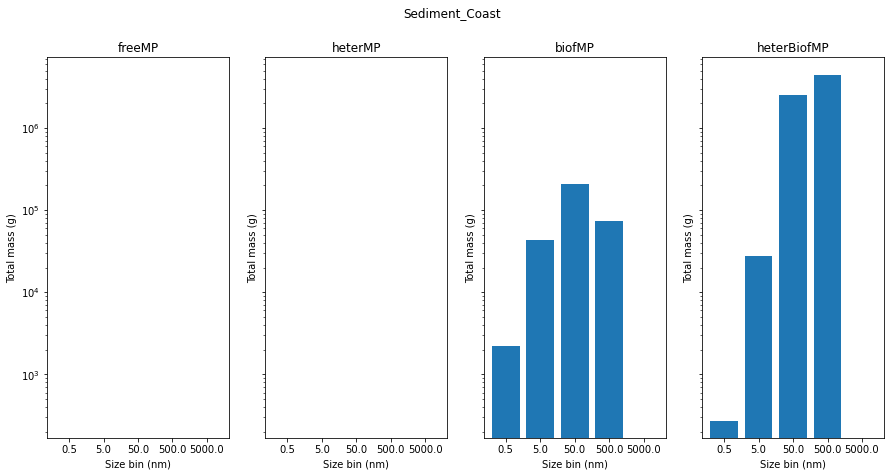 Sediment_Coast
freeMP
heterMP
biofMP
heterBiofMP
Total mass (g)
Total mass (g)
Total mass (g)
Total mass (g)
10^6
10^5
10^4
10^3
0.5 5.0 50.0 500.0 5000.0
0.5 5.0 50.0 500.0 5000.0
0.5 5.0 50.0 500.0 5000.0
0.5 5.0 50.0 500.0 5000.0
Size bin (nm)
Size bin (nm)
Size bin (nm)
Size bin (nm)